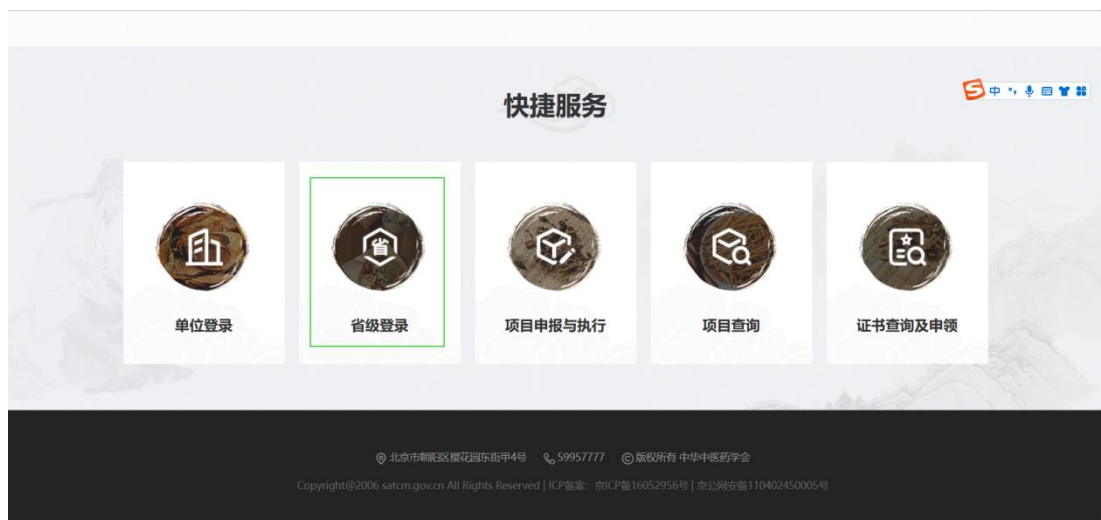 快捷服务
中
省
单位登录
省级登录
项目申报与执行
项目查询
证书查询及申领
北京市朝阳区樱花园东街甲4号 59957777 ©版权所有 中华中医药学会
Copyright@2006 satcm.gov.cn All Rights Reserved | ICP备案：京ICP备16052956号 | 京公网安备110402450005号